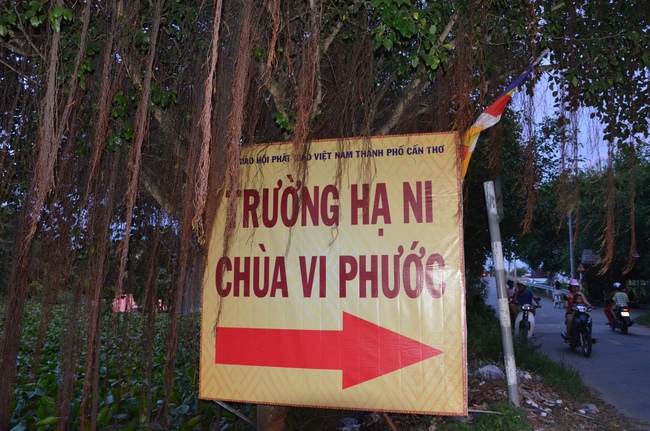 GIÁO HỘI PHẬT GIÁO VIỆT NAM THÀNH PHỐ CẦN THƠ
TRƯỜNG HẠ NI
CHÙA VI PHƯỚC